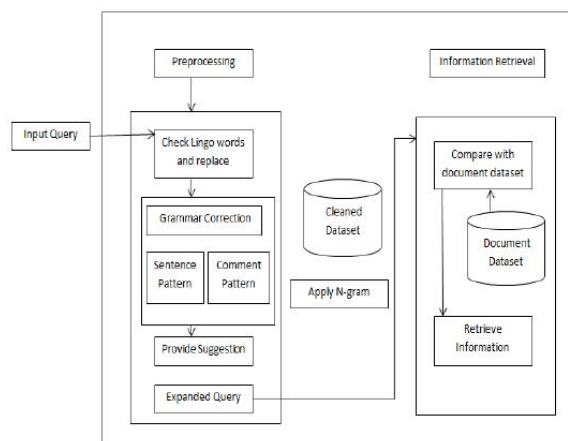 Preprocessing
Information Retrieval
Input Query
Check Lingo words
and replace
Compare with
document dataset
Grammar Correction
Cleaned
Dataset
Document
Dataset
Sentence
Pattern
Comment
Pattern
Apply N-gram
Retrieve
Information
Provide Suggestion
Expanded Query